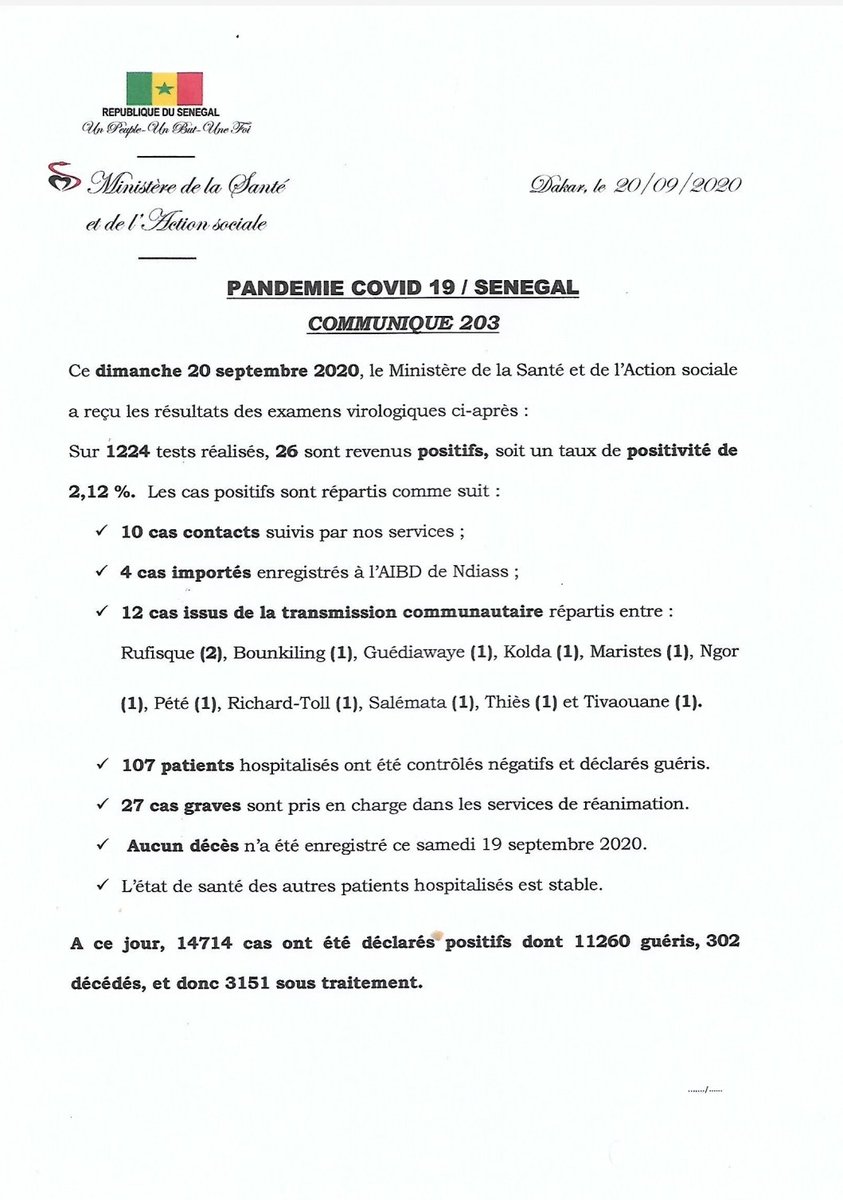 REPUBLIQUE DU SENEGAL
Un Peuple-Un But-Une Foi
Ministère de la Santé
et de l'Action sociale
Dakar, le 20/09/2020
PANDEMIE COVID 19 / SENEGAL
COMMUNIQUE 203
Ce dimanche 20 septembre 2020, le Ministère de la Santé et de l'Action sociale
a reçu les résultats des examens virologiques ci-après :
Sur 1224 tests réalisés, 26 sont revenus positifs, soit un taux de positivité de
2,12 %. Les cas positifs sont répartis comme suit :
✓ 10 cas contacts suivis par nos services ;
✓ 4 cas importés enregistrés à l'AIBD de Ndiass ;
✓ 12 cas issus de la transmission communautaire répartis entre :
Rufisque (2), Bounkiling (1), Guédiawaye (1), Kolda (1), Maristes (1), Ngor
(1), Pété (1), Richard-Toll (1), Salémata (1), Thiès (1) et Tivaouane (1).
✓ 107 patients hospitalisés ont été contrôlés négatifs et déclarés guéris.
✓ 27 cas graves sont pris en charge dans les services de réanimation.
✓ Aucun décès n'a été enregistré ce samedi 19 septembre 2020.
✓ L'état de santé des autres patients hospitalisés est stable.
A ce jour, 14714 cas ont été déclarés positifs dont 11260 guéris, 302
décédés, et donc 3151 sous traitement.
......./......